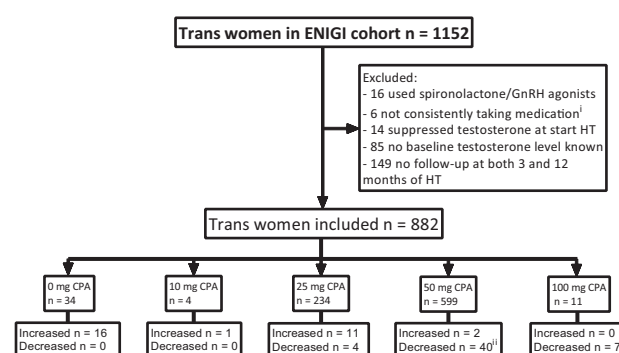 Trans women in ENIGI cohort n = 1152
Excluded:
- 16 used spironolactone/GnRH agonists
- 6 not consistently taking medicationⁱ
- 14 suppressed testosterone at start HT
- 85 no baseline testosterone level known
- 149 no follow-up at both 3 and 12
months of HT
Trans women included n = 882
0 mg CPA
n = 34
10 mg CPA
n = 4
25 mg CPA
n = 234
50 mg CPA
n = 599
100 mg CPA
n = 11
Increased n = 16
Decreased n = 0
Increased n = 1
Decreased n = 0
Increased n = 11
Decreased n = 4
Increased n = 2
Decreased n = 40ⁱⁱ
Increased n = 0
Decreased n = 7